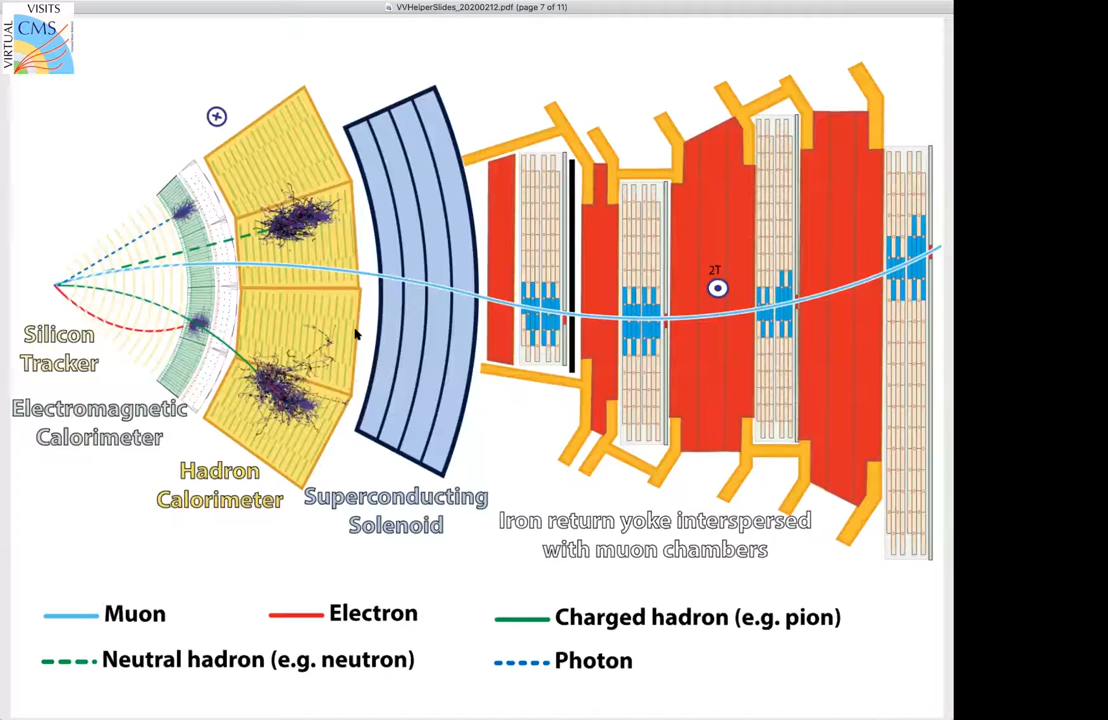 VVHelperSlides_20200212.pdf (page 7 of 11)
VISITS
VIRTUAL
CMS
2T
Silicon
Tracker
Electromagnetic
Calorimeter
Hadron
Calorimeter
Superconducting
Solenoid
Iron return yoke interspersed
with muon chambers
Muon
Electron
Charged hadron (e.g. pion)
Neutral hadron (e.g. neutron)
Photon